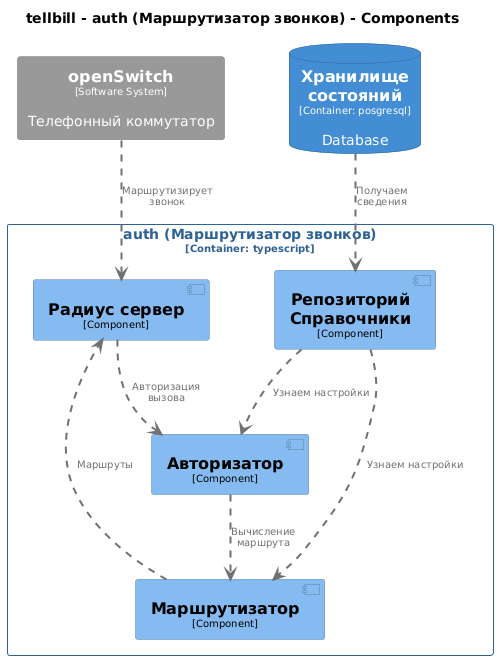 tellbill - auth (Маршрутизатор звонков) - Components
openSwitch
[Software System]
Телефонный коммутатор
Хранилище
состояний
[Container: posgresql]
Database
Маршрутизирует
звонок
Получаем
сведения
auth (Маршрутизатор звонков)
[Container: typescript]
Радиус сервер
[Component]
Репозиторий
Справочники
[Component]
Авторизация
вызова
Узнаем настройки
Авторизатор
[Component]
Маршруты
Узнаем настройки
Вычисление
маршрута
Маршрутизатор
[Component]